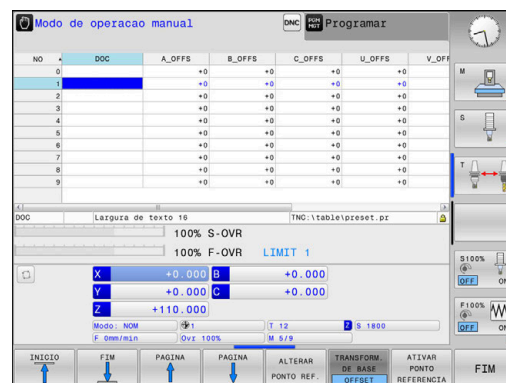 Modo de operacao manual
DNC
PGM MGT
Programar
NO DOC A_OFFS B_OFFS C_OFFS U_OFFS V_OFF
0 +0 +0 +0 +0
1 +0 +0 +0 +0
2 +0 +0 +0 +0
3 +0 +0 +0 +0
4 +0 +0 +0 +0
5 +0 +0 +0 +0
6 +0 +0 +0 +0
7 +0 +0 +0 +0
8 +0 +0 +0 +0
9 +0 +0 +0 +0
DOC Largura de texto 16 TNC:\table\preset.pr
100% S-OVR
100% F-OVR LIMIT 1
X +0.000 B +0.000
Y +0.000 C +0.000
Z +110.000
Modo: NOM 1 T 12 Z S 1800
F 0mm/min Ovr 100% M 5/9
M
S
T
S100%
OFF ON
F100%
OFF ON
INICIO
FIM
PAGINA
PAGINA
ALTERAR
PONTO REF.
TRANSFORM.
DE BASE
OFFSET
ATIVAR
PONTO
REFERENCIA
FIM